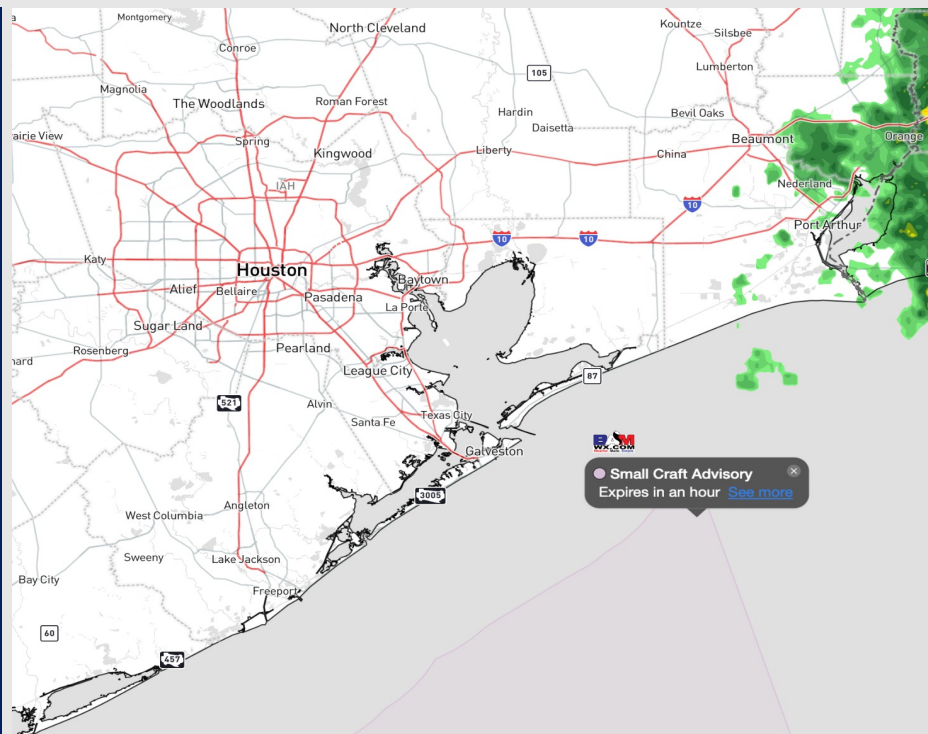 Montgomery
North Cleveland
Kountze
Silsbee
Conroe
Lumberton
105
Magnolia
The Woodlands
Roman Forest
Hardin
Bevil Oaks
Daisetta
airie View
Spring
Beaumont
Orange
Kingwood
Liberty
China
IAH
Nederland
10
Port Arthur
10
10
Katy
Houston
Baytown
Alief
Bellaire
Pasadena
La Porte
Sugar Land
Rosenberg
Pearland
League City
87
521
Alvin
Texas City
Santa Fe
Galveston
BAM
WX.COM
Small Craft Advisory
Expires in an hour See more
3005
Angleton
West Columbia
Sweeny
Lake Jackson
Bay City
Freeport
60
457